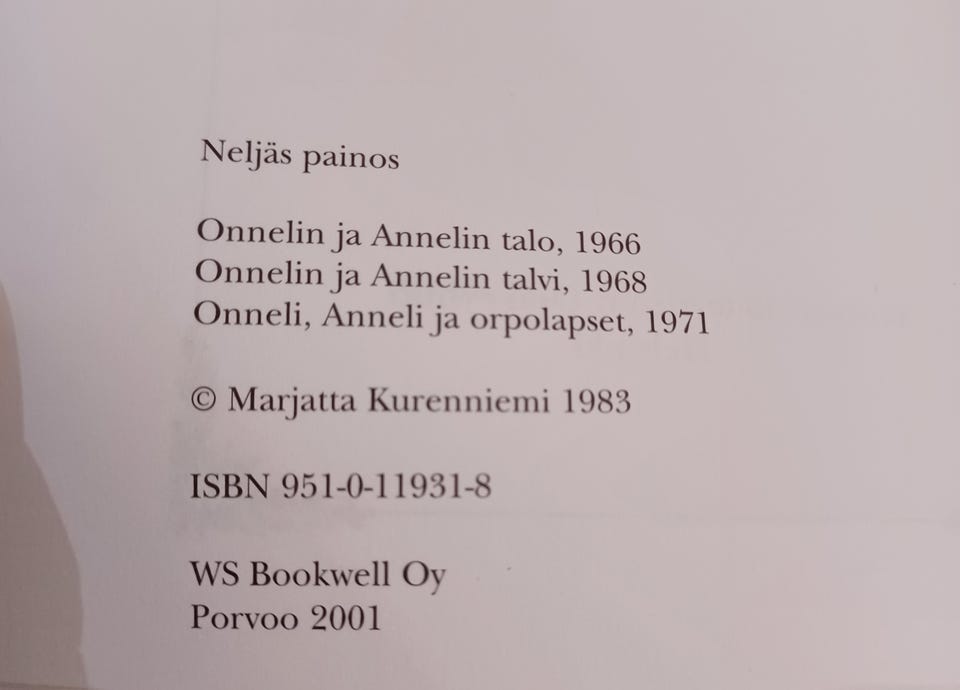 Neljäs painos
Onnelin ja Annelin talo, 1966
Onnelin ja Annelin talvi, 1968
Onneli, Anneli ja orpolapset, 1971
© Marjatta Kurenniemi 1983
ISBN 951-0-11931-8
WS Bookwell Oy
Porvoo 2001